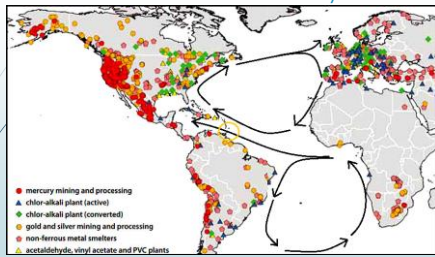 mercury mining and processing
chlor-alkali plant (active)
chlor-alkali plant (converted)
gold and silver mining and processing
non-ferrous metal smelters
acetaldehyde, vinyl acetate and PVC plants